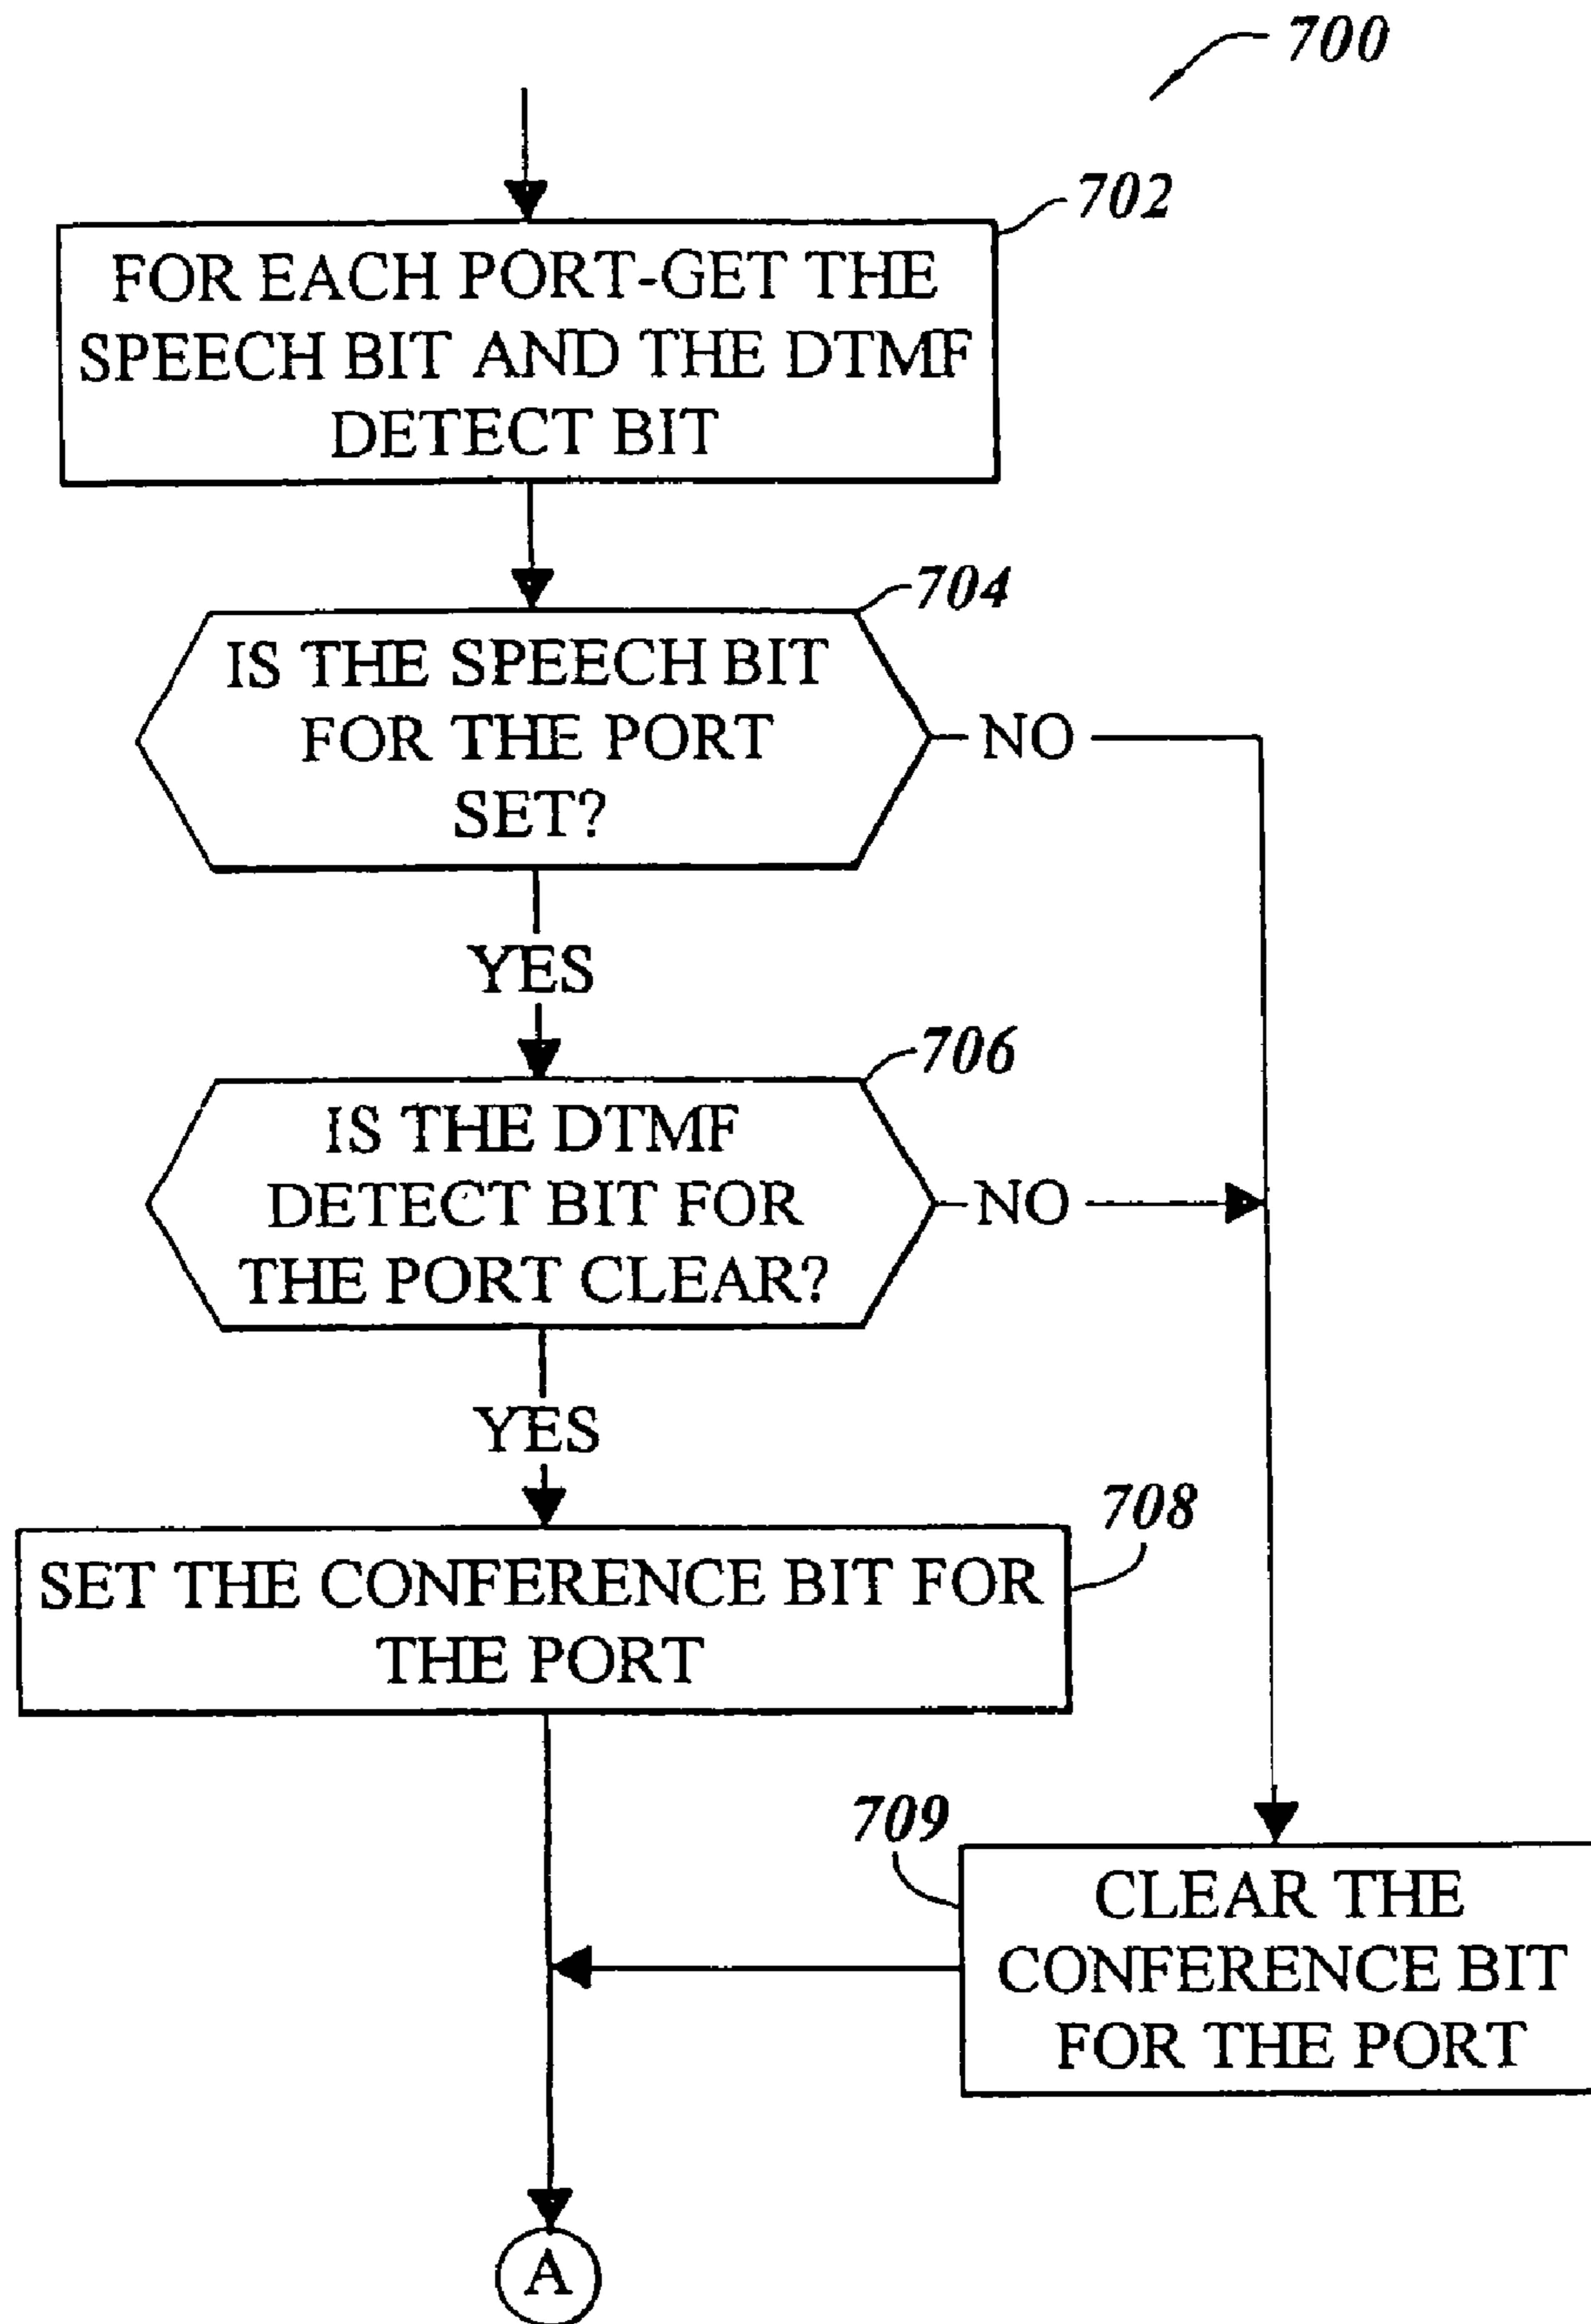 700
702
FOR EACH PORT-GET THE
SPEECH BIT AND THE DTMF
DETECT BIT
704
IS THE SPEECH BIT
FOR THE PORT
SET?
NO
YES
706
IS THE DTMF
DETECT BIT FOR
THE PORT CLEAR?
NO
YES
708
SET THE CONFERENCE BIT FOR
THE PORT
709
CLEAR THE
CONFERENCE BIT
FOR THE PORT
A